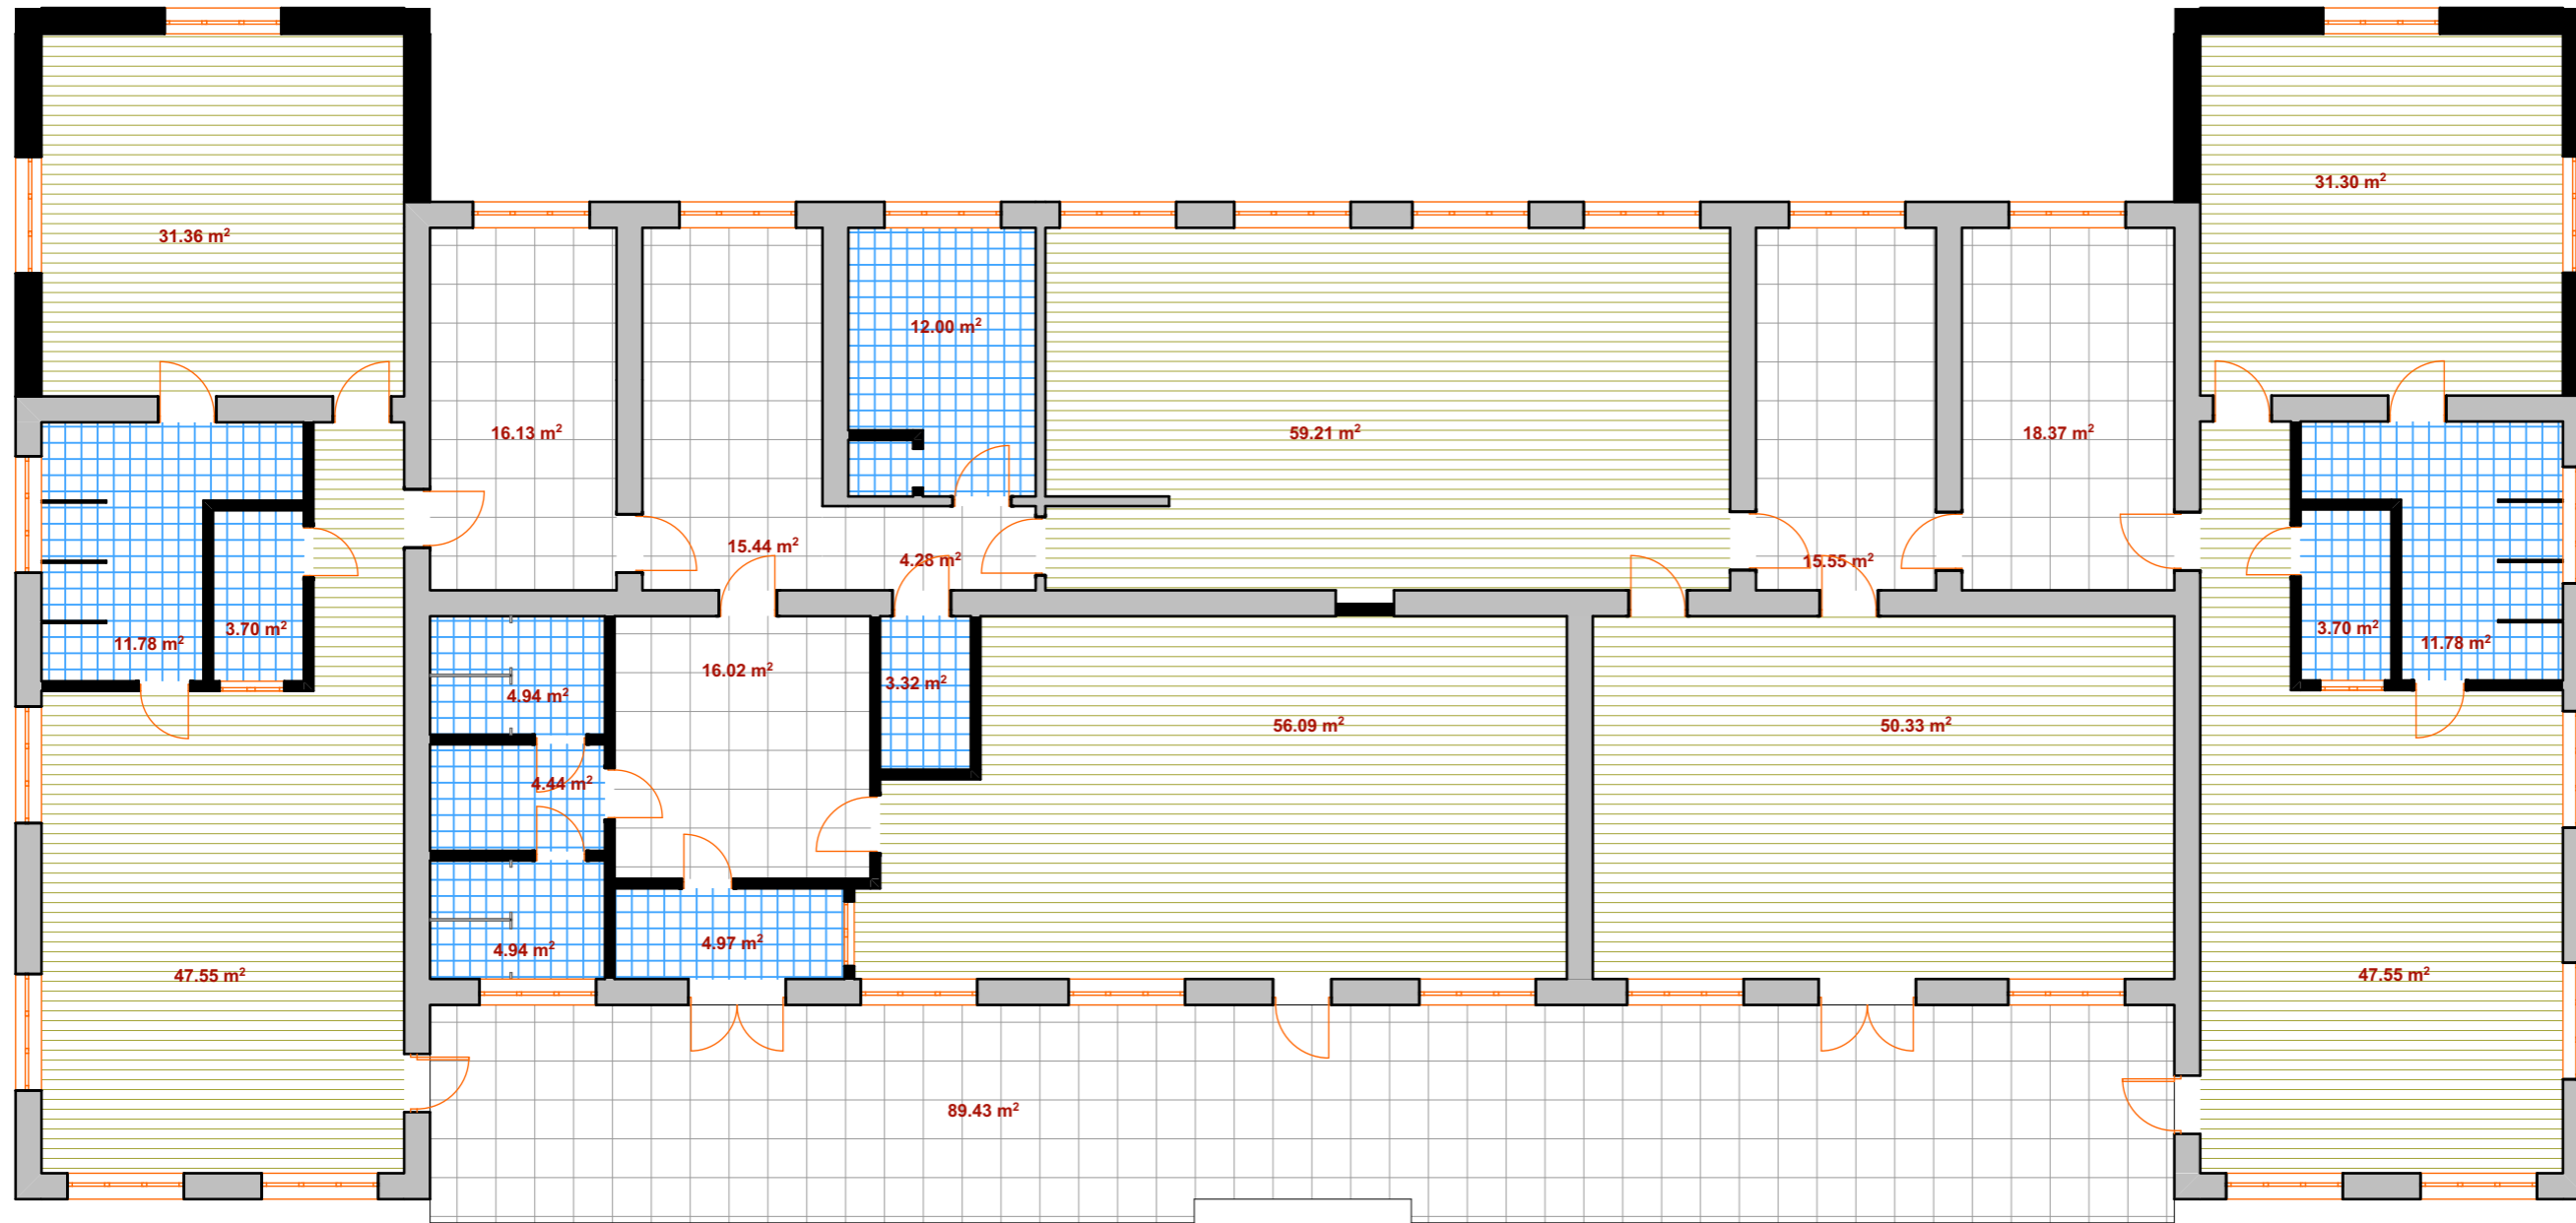 31.30 m²
31.36 m²
12.00 m²
16.13 m²
59.21 m²
18.37 m²
15.44 m²
4.28 m²
15.55 m²
11.78 m²
3.70 m²
3.70 m²
11.78 m²
16.02 m²
4.94 m²
3.32 m²
56.09 m²
50.33 m²
4.44 m²
4.94 m²
4.97 m²
47.55 m²
47.55 m²
89.43 m²